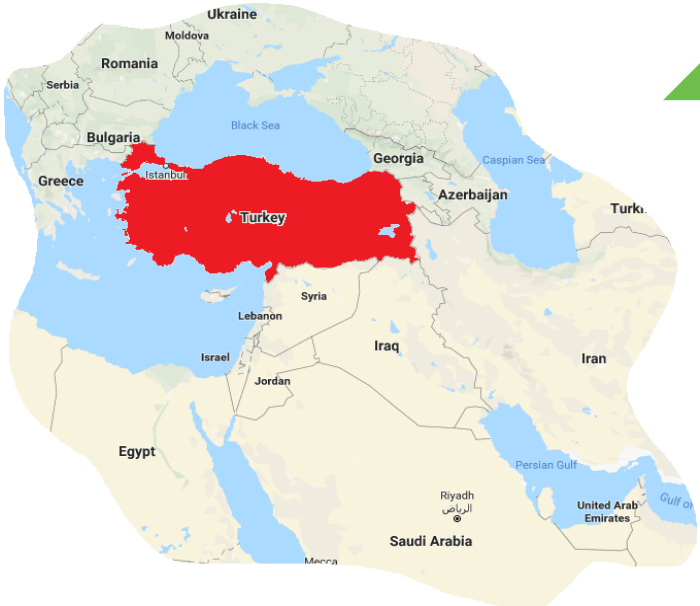 Ukraine
Moldova
Romania
Serbia
Black Sea
Bulgaria
Georgia
Caspian Sea
Istanbul
Greece
Azerbaijan
Turkey
Syria
Lebanon
Iraq
Israel
Iran
Jordan
Egypt
Persian Gulf
Riyadh
الرياض
United Arab
Emirates
Saudi Arabia
Mecca